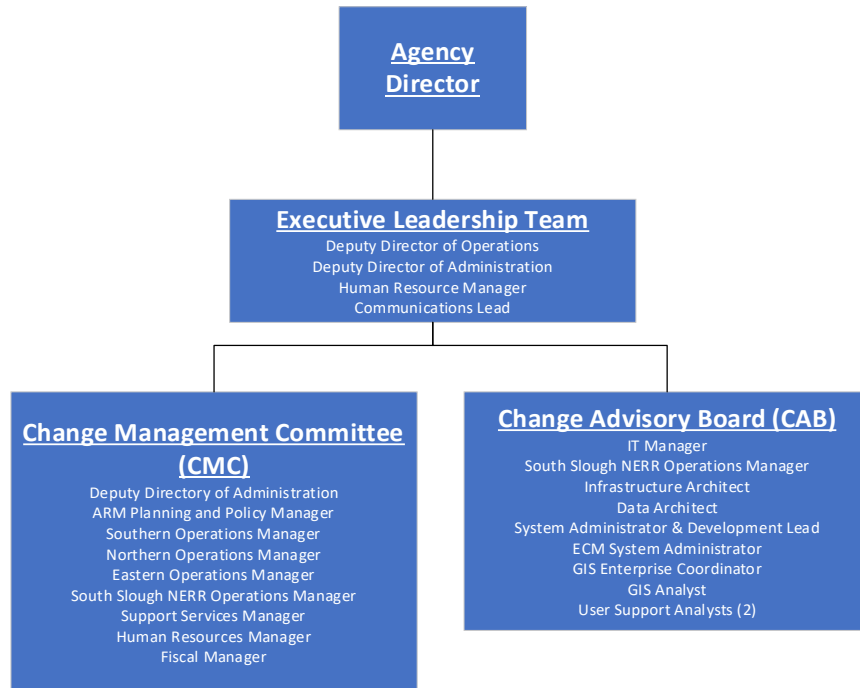 Agency
Director
Executive Leadership Team
Deputy Director of Operations
Deputy Director of Administration
Human Resource Manager
Communications Lead
Change Management Committee
(CMC)
Deputy Directory of Administration
ARM Planning and Policy Manager
Southern Operations Manager
Northern Operations Manager
Eastern Operations Manager
South Slough NERR Operations Manager
Support Services Manager
Human Resources Manager
Fiscal Manager
Change Advisory Board (CAB)
IT Manager
South Slough NERR Operations Manager
Infrastructure Architect
Data Architect
System Administrator & Development Lead
ECM System Administrator
GIS Enterprise Coordinator
GIS Analyst
User Support Analysts (2)